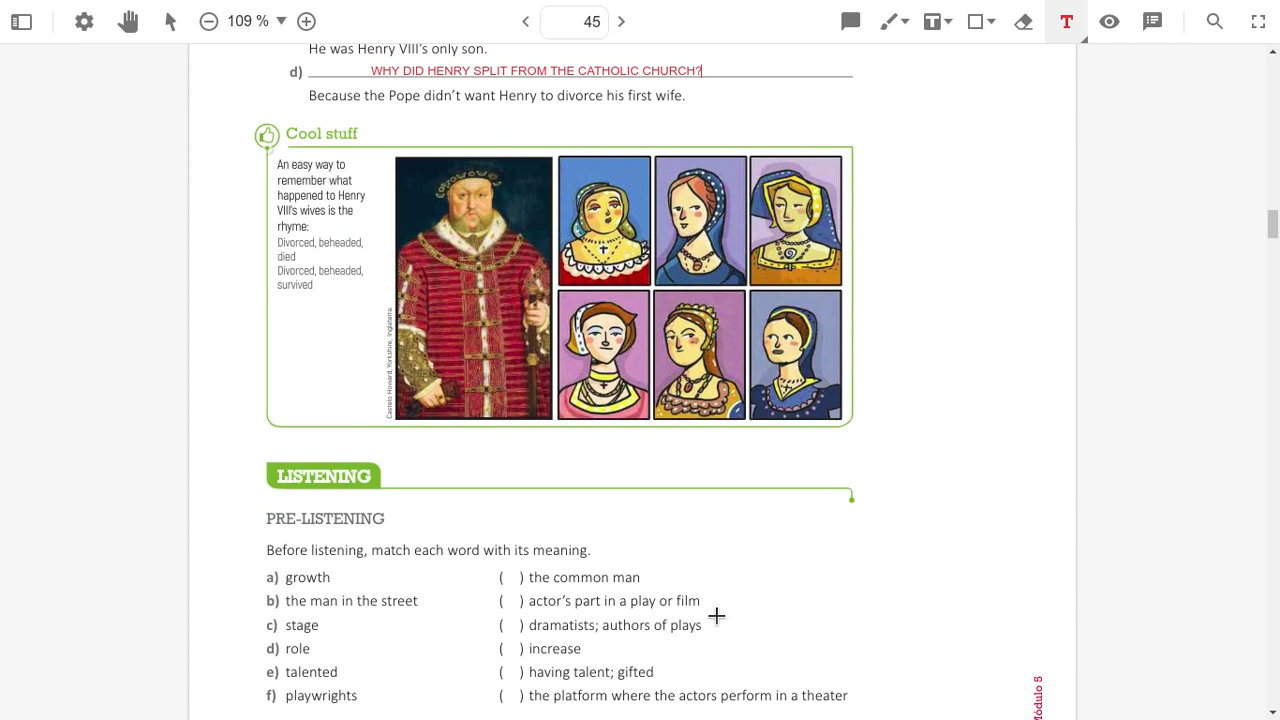 109 %
45
T
T
He was Henry VIII's only son.
d) WHY DID HENRY SPLIT FROM THE CATHOLIC CHURCH?
Because the Pope didn't want Henry to divorce his first wife.
Cool stuff
An easy way to
remember what
happened to Henry
VIII's wives is the
rhyme:
Divorced, beheaded,
died
Divorced, beheaded,
survived
Castelo Howard, Yorkshire, Inglaterra.
LISTENING
PRE-LISTENING
Before listening, match each word with its meaning.
a) growth ( ) the common man
b) the man in the street ( ) actor's part in a play or film
c) stage ( ) dramatists; authors of plays
d) role ( ) increase
e) talented ( ) having talent; gifted
f) playwrights ( ) the platform where the actors perform in a theater
Módulo 5